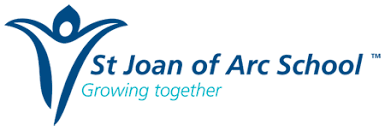 St Joan of Arc School ™
Growing together